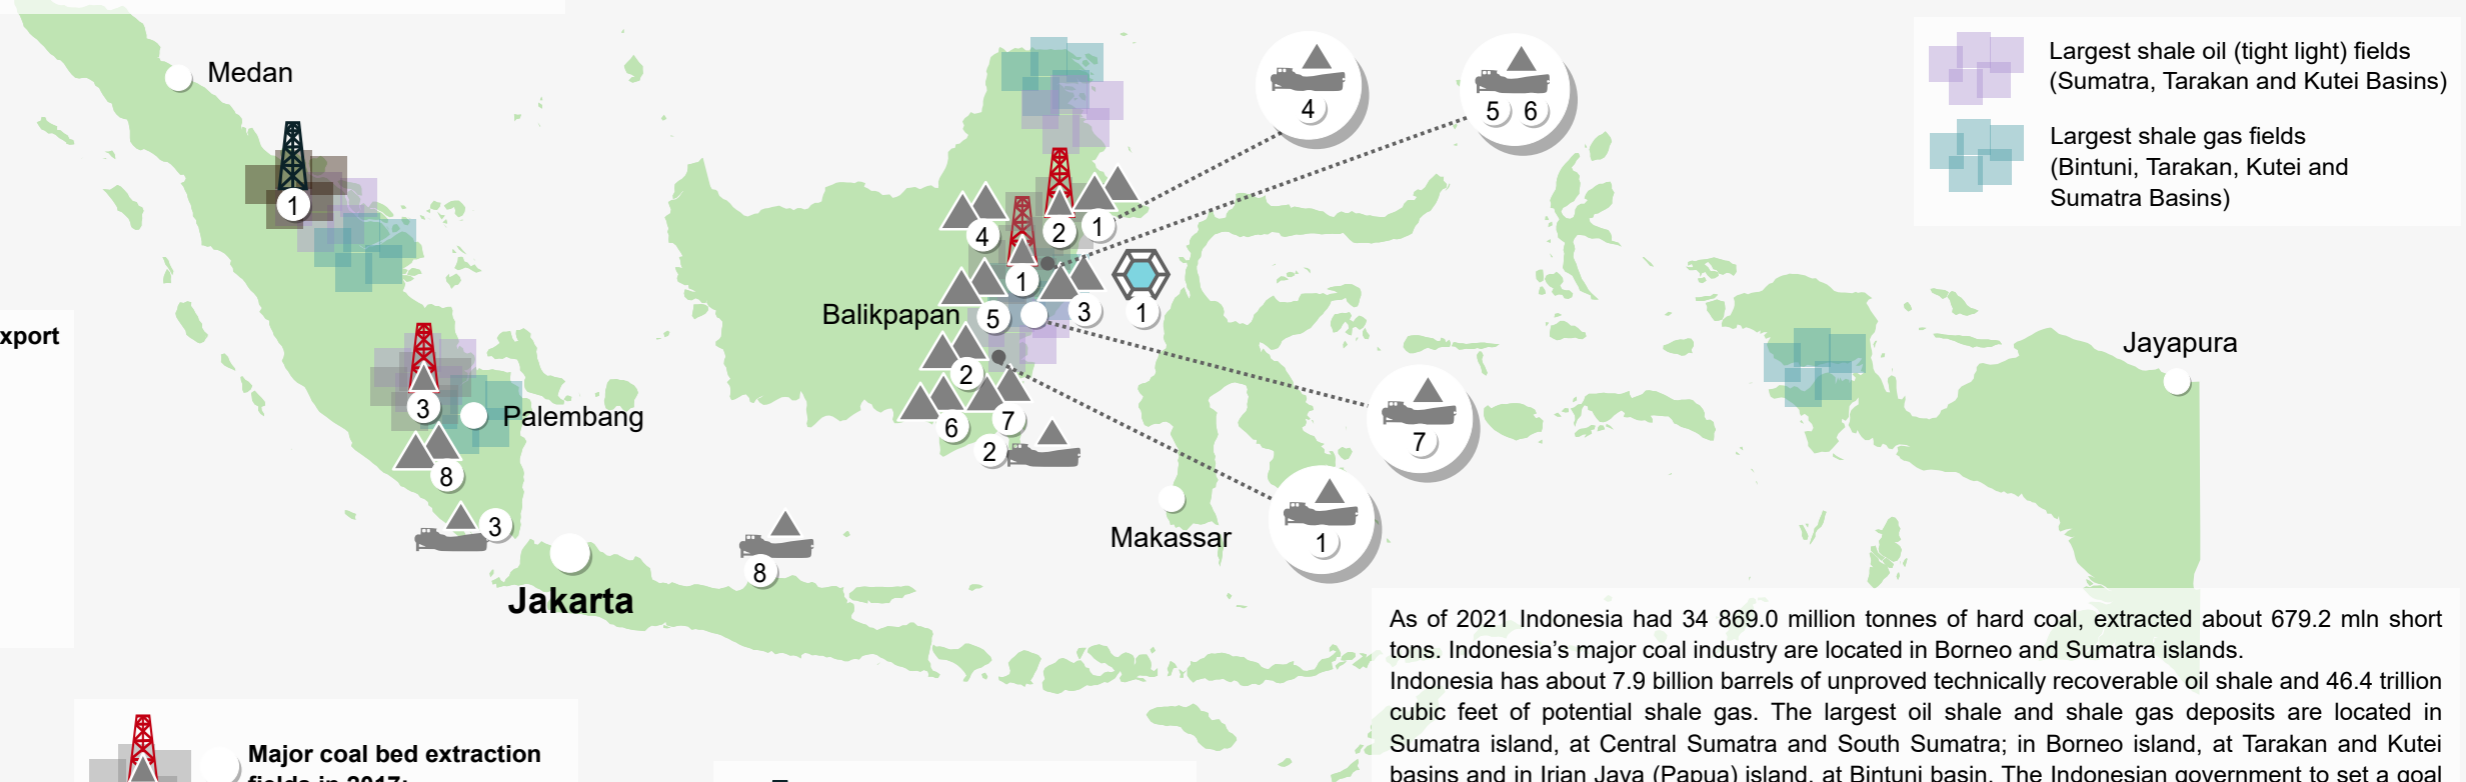 Medan
1
4
5 6
Largest shale oil (tight light) fields
(Sumatra, Tarakan and Kutei Basins)
Largest shale gas fields
(Bintuni, Tarakan, Kutei and
Sumatra Basins)
4
2
1
1
Balikpapan
5
3
1
xport
Jayapura
3
Palembang
2
6
7
2
7
8
3
8
Makassar
1
Jakarta
As of 2021 Indonesia had 34 869.0 million tonnes of hard coal, extracted about 679.2 mln short
tons. Indonesia’s major coal industry are located in Borneo and Sumatra islands.
Indonesia has about 7.9 billion barrels of unproved technically recoverable oil shale and 46.4 trillion
cubic feet of potential shale gas. The largest oil shale and shale gas deposits are located in
Sumatra island, at Central Sumatra and South Sumatra; in Borneo island, at Tarakan and Kutei
basins and in Irian Jaya (Papua) island, at Bintuni basin. The Indonesian government to set a goal
Major coal bed extraction
fields in 2017: